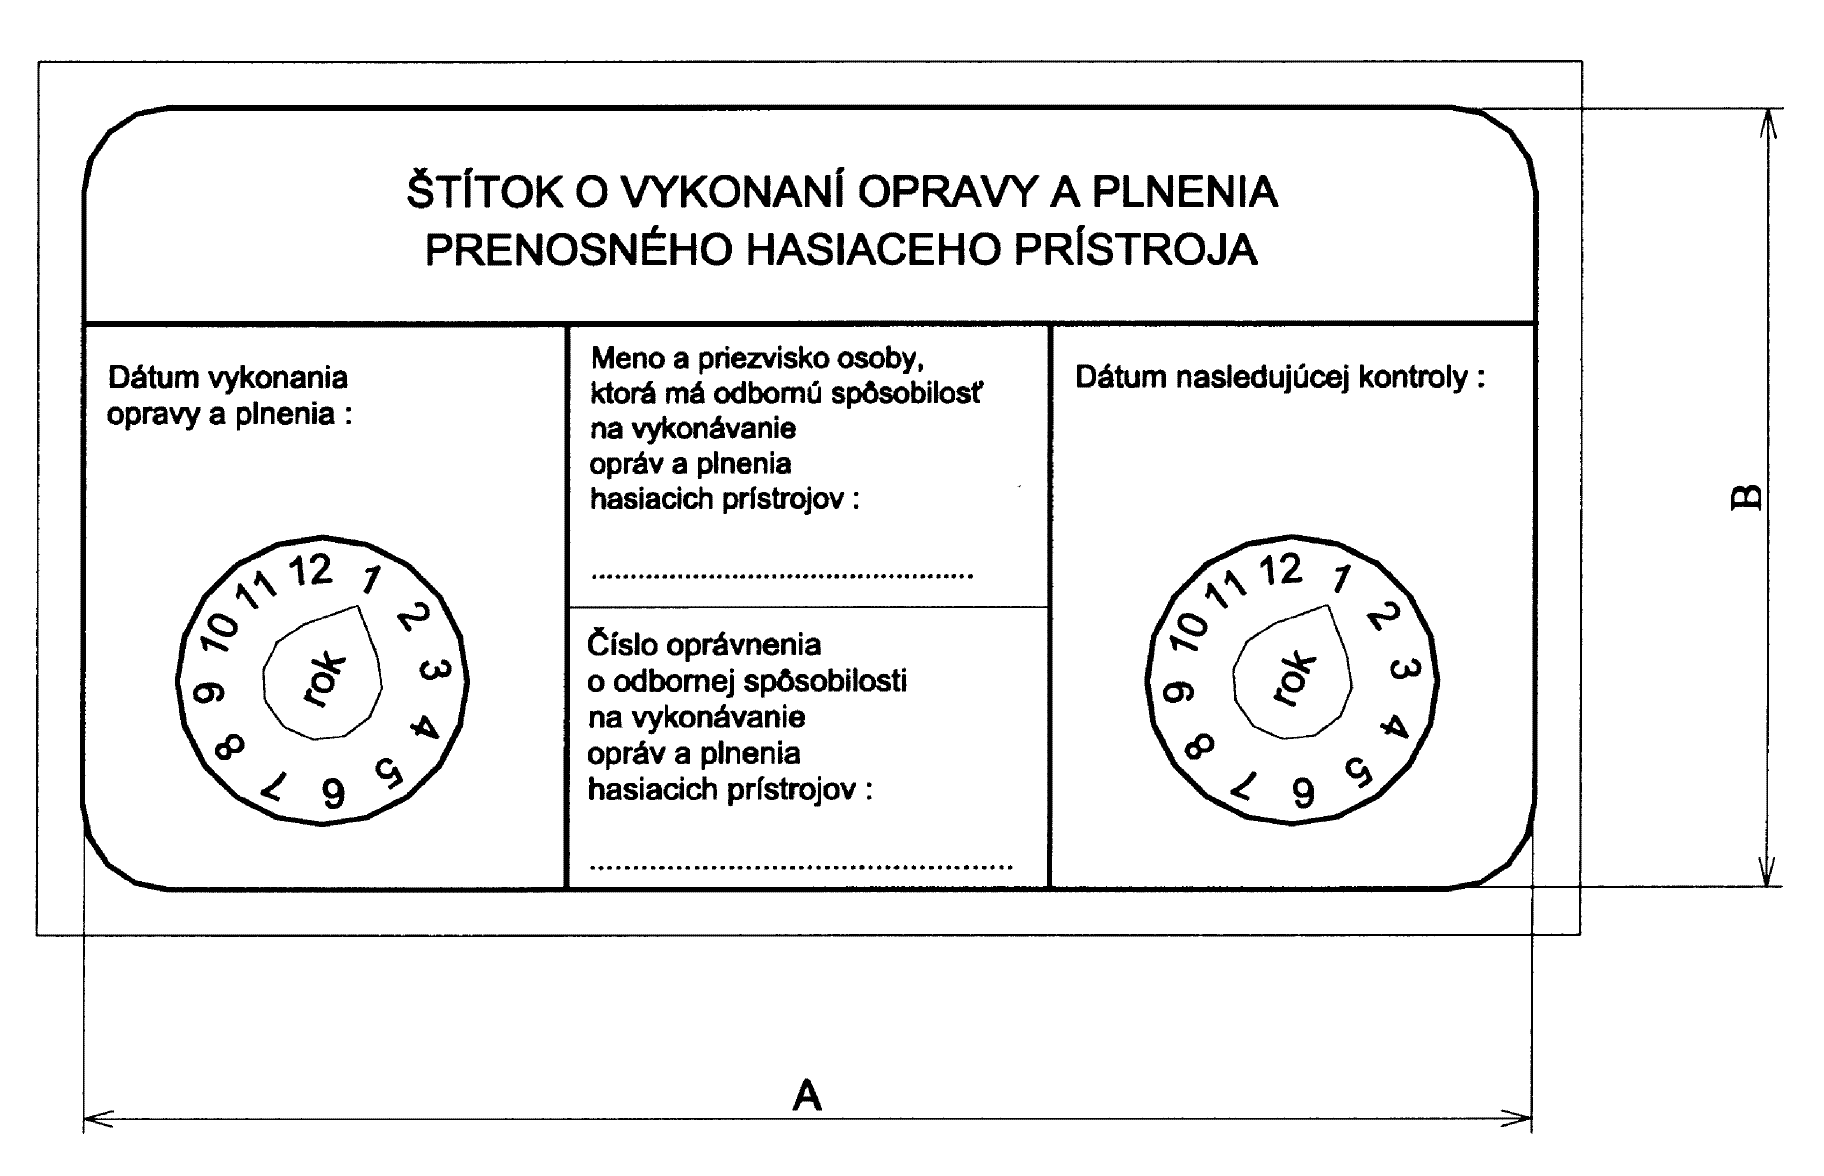 ŠTÍTOK O VYKONANÍ OPRAVY A PLNENIA
PRENOSNÉHO HASIACEHO PRÍSTROJA
Dátum vykonania
opravy a plnenia :
12
1
2
3
4
5
6
7
8
9
10
11
rok
Meno a priezvisko osoby,
ktorá má odbornú spôsobilosť
na vykonávanie
opráv a plnenia
hasiacich prístrojov :
................................................
Číslo oprávnenia
o odbornej spôsobilosti
na vykonávanie
opráv a plnenia
hasiacich prístrojov :
.....................................................
Dátum nasledujúcej kontroly :
12
1
2
3
4
5
6
7
8
9
10
11
rok
B
A